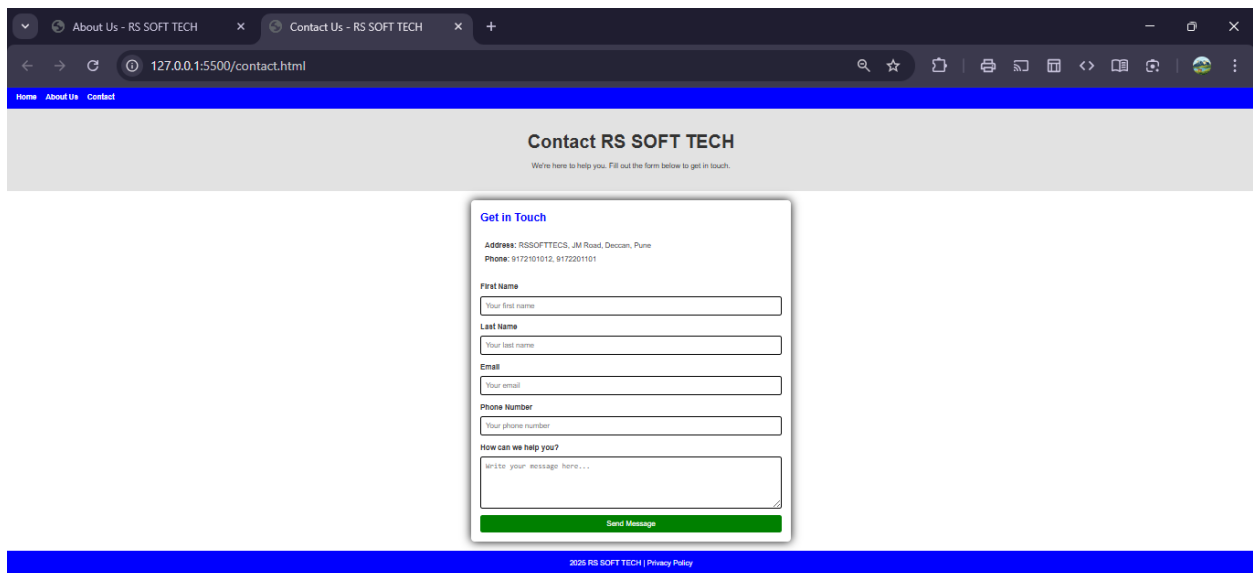 About Us - RS SOFT TECH
Contact Us - RS SOFT TECH
127.0.0.1:5500/contact.html
Home About Us Contact
Contact RS SOFT TECH
We're here to help you. Fill out the form below to get in touch.
Get in Touch
Address: RSSOFTTECS, JM Road, Deccan, Pune
Phone: 9172101012, 9172201101
First Name
Your first name
Last Name
Your last name
Email
Your email
Phone Number
Your phone number
How can we help you?
Write your message here...
Send Message
2025 RS SOFT TECH | Privacy Policy